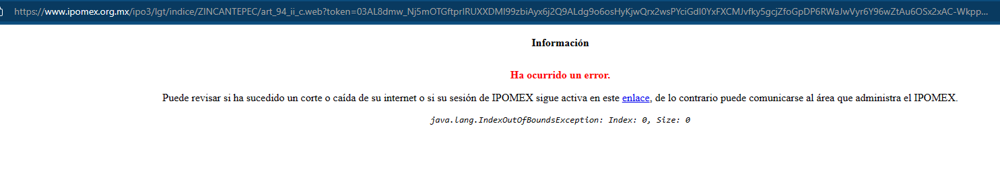 https://www.ipomex.org.mx/ipo3/lgt/indice/ZINCANTEPEC/art_94_ii_c.web?token=03AL8dmw_Nj5mOTGftprIRUXXDMI99zbiAyx6j2Q9ALdg9o6osHyKjwQrx2wsPYciGdI0YxFXCMJvfky5gcjZfoGpDP6RWaJwVyr6Y96wZtAu6OSx2xAC-Wkpp...
Información
Ha ocurrido un error.
Puede revisar si ha sucedido un corte o caída de su internet o si su sesión de IPOMEX sigue activa en este enlace, de lo contrario puede comunicarse al área que administra el IPOMEX.
java.lang.IndexOutOfBoundsException: Index: 0, Size: 0